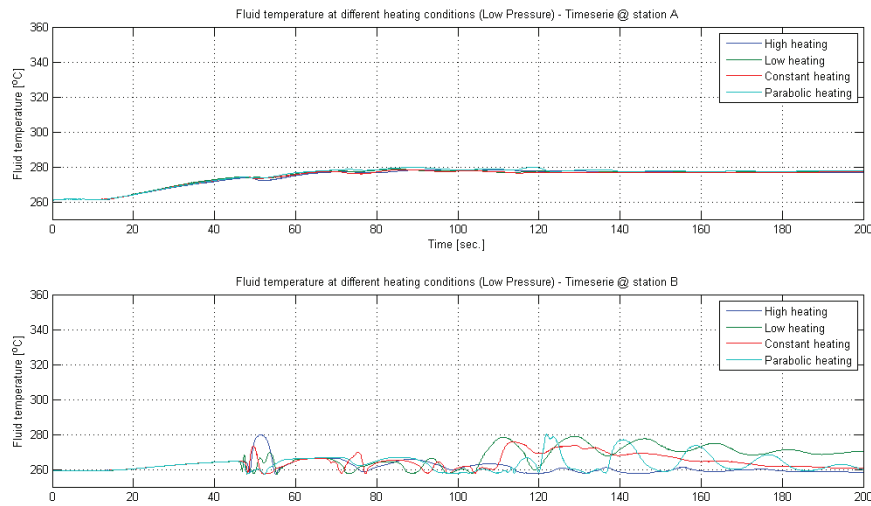 Fluid temperature at different heating conditions (Low Pressure) - Timeserie @ station A
360
340
320
300
280
260
Fluid temperature [°C]
High heating
Low heating
Constant heating
Parabolic heating
0 20 40 60 80 100 120 140 160 180 200
Time [sec.]
Fluid temperature at different heating conditions (Low Pressure) - Timeserie @ station B
360
340
320
300
280
260
Fluid temperature [°C]
High heating
Low heating
Constant heating
Parabolic heating
0 20 40 60 80 100 120 140 160 180 200